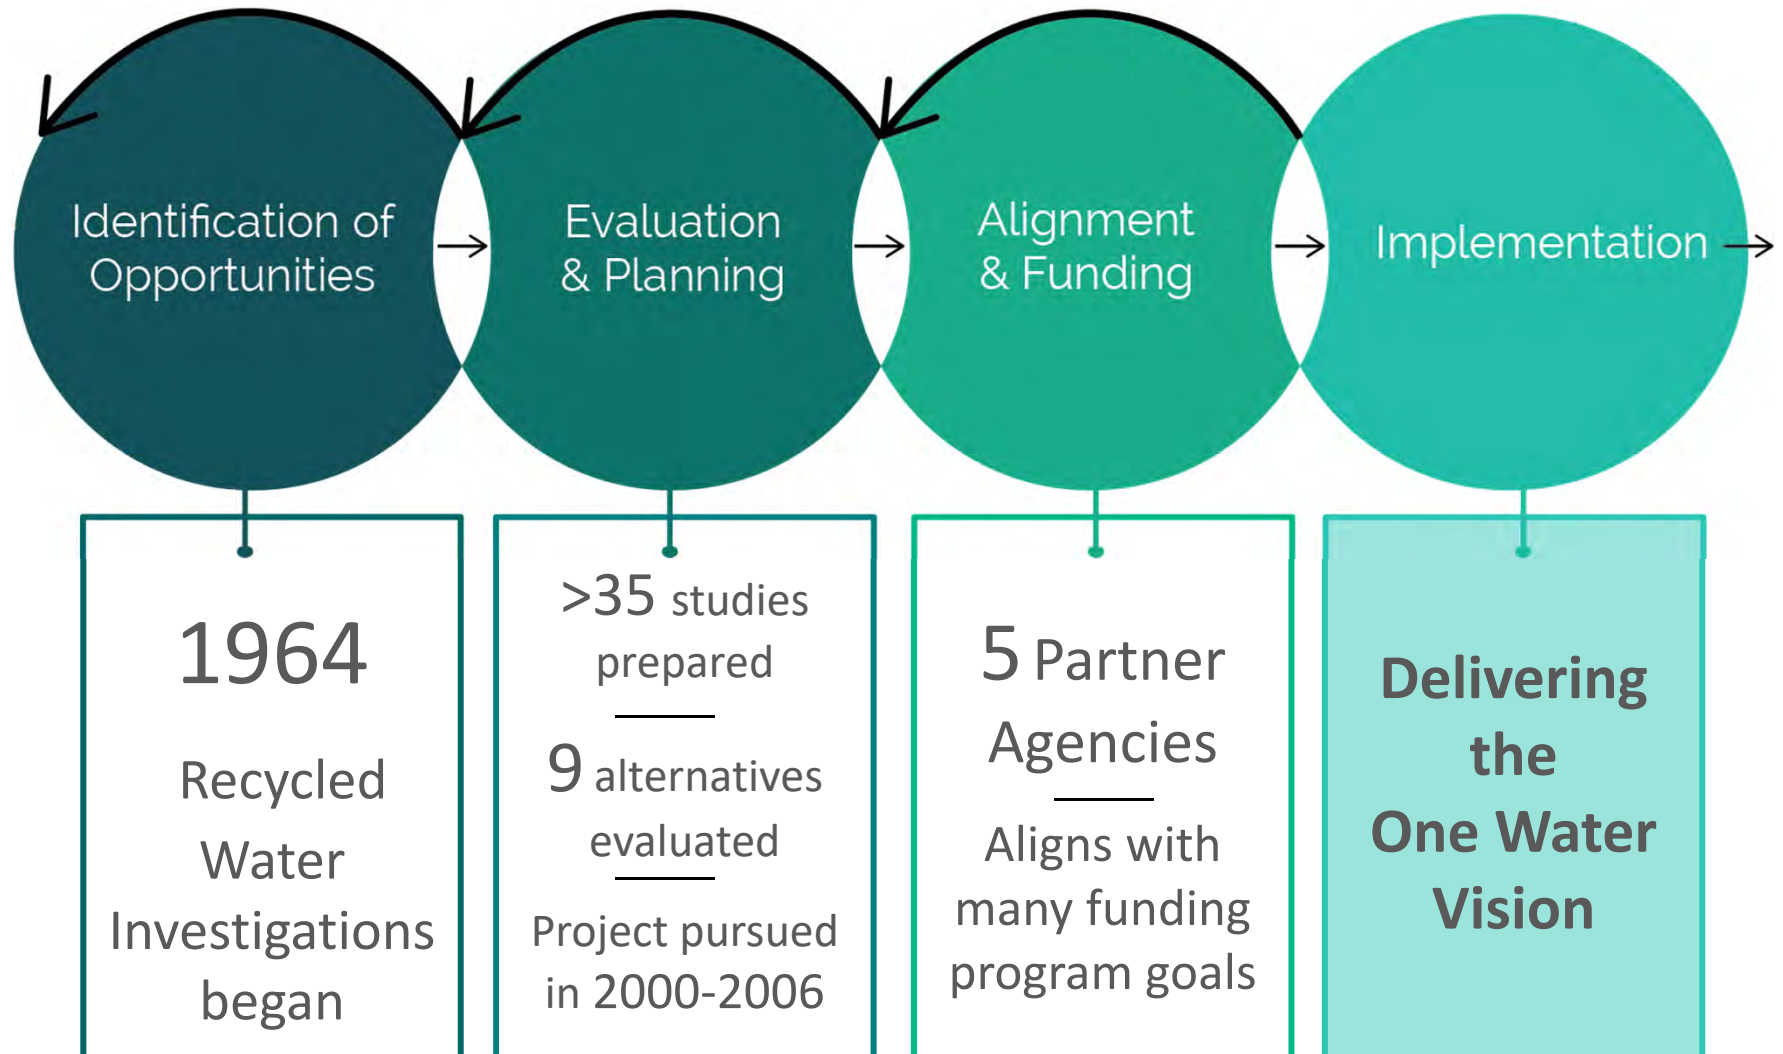 Identification of
Opportunities
Evaluation
& Planning
Alignment
& Funding
Implementation
1964
Recycled
Water
Investigations
began
>35 studies
prepared
9 alternatives
evaluated
Project pursued
in 2000-2006
5 Partner
Agencies
Aligns with
many funding
program goals
Delivering
the
One Water
Vision